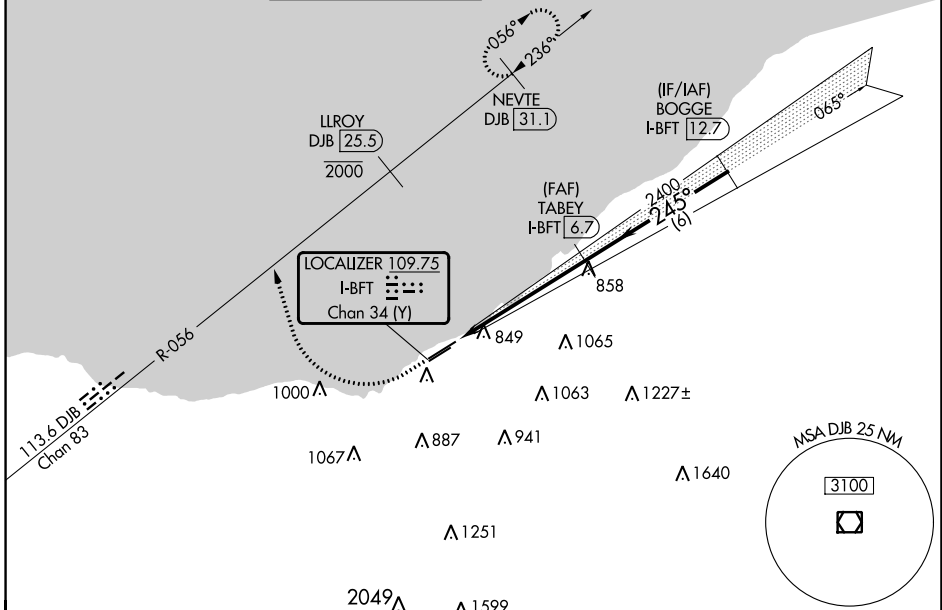 056°
236°
NEVTE
DJB 31.1
LLROY
DJB 25.5
2000
(IF/IAF)
BOGGE
I-BFT 12.7
065°
(FAF)
TABEY
I-BFT 6.7
2400
245°
(6)
LOCALIZER 109.75
I-BFT
Chan 34 (Y)
858
849
1065
R-056
1000
1063
1227±
113.6 DJB
Chan 83
1067
887
941
1640
MSA DJB 25 NM
3100
1251
2049
1599